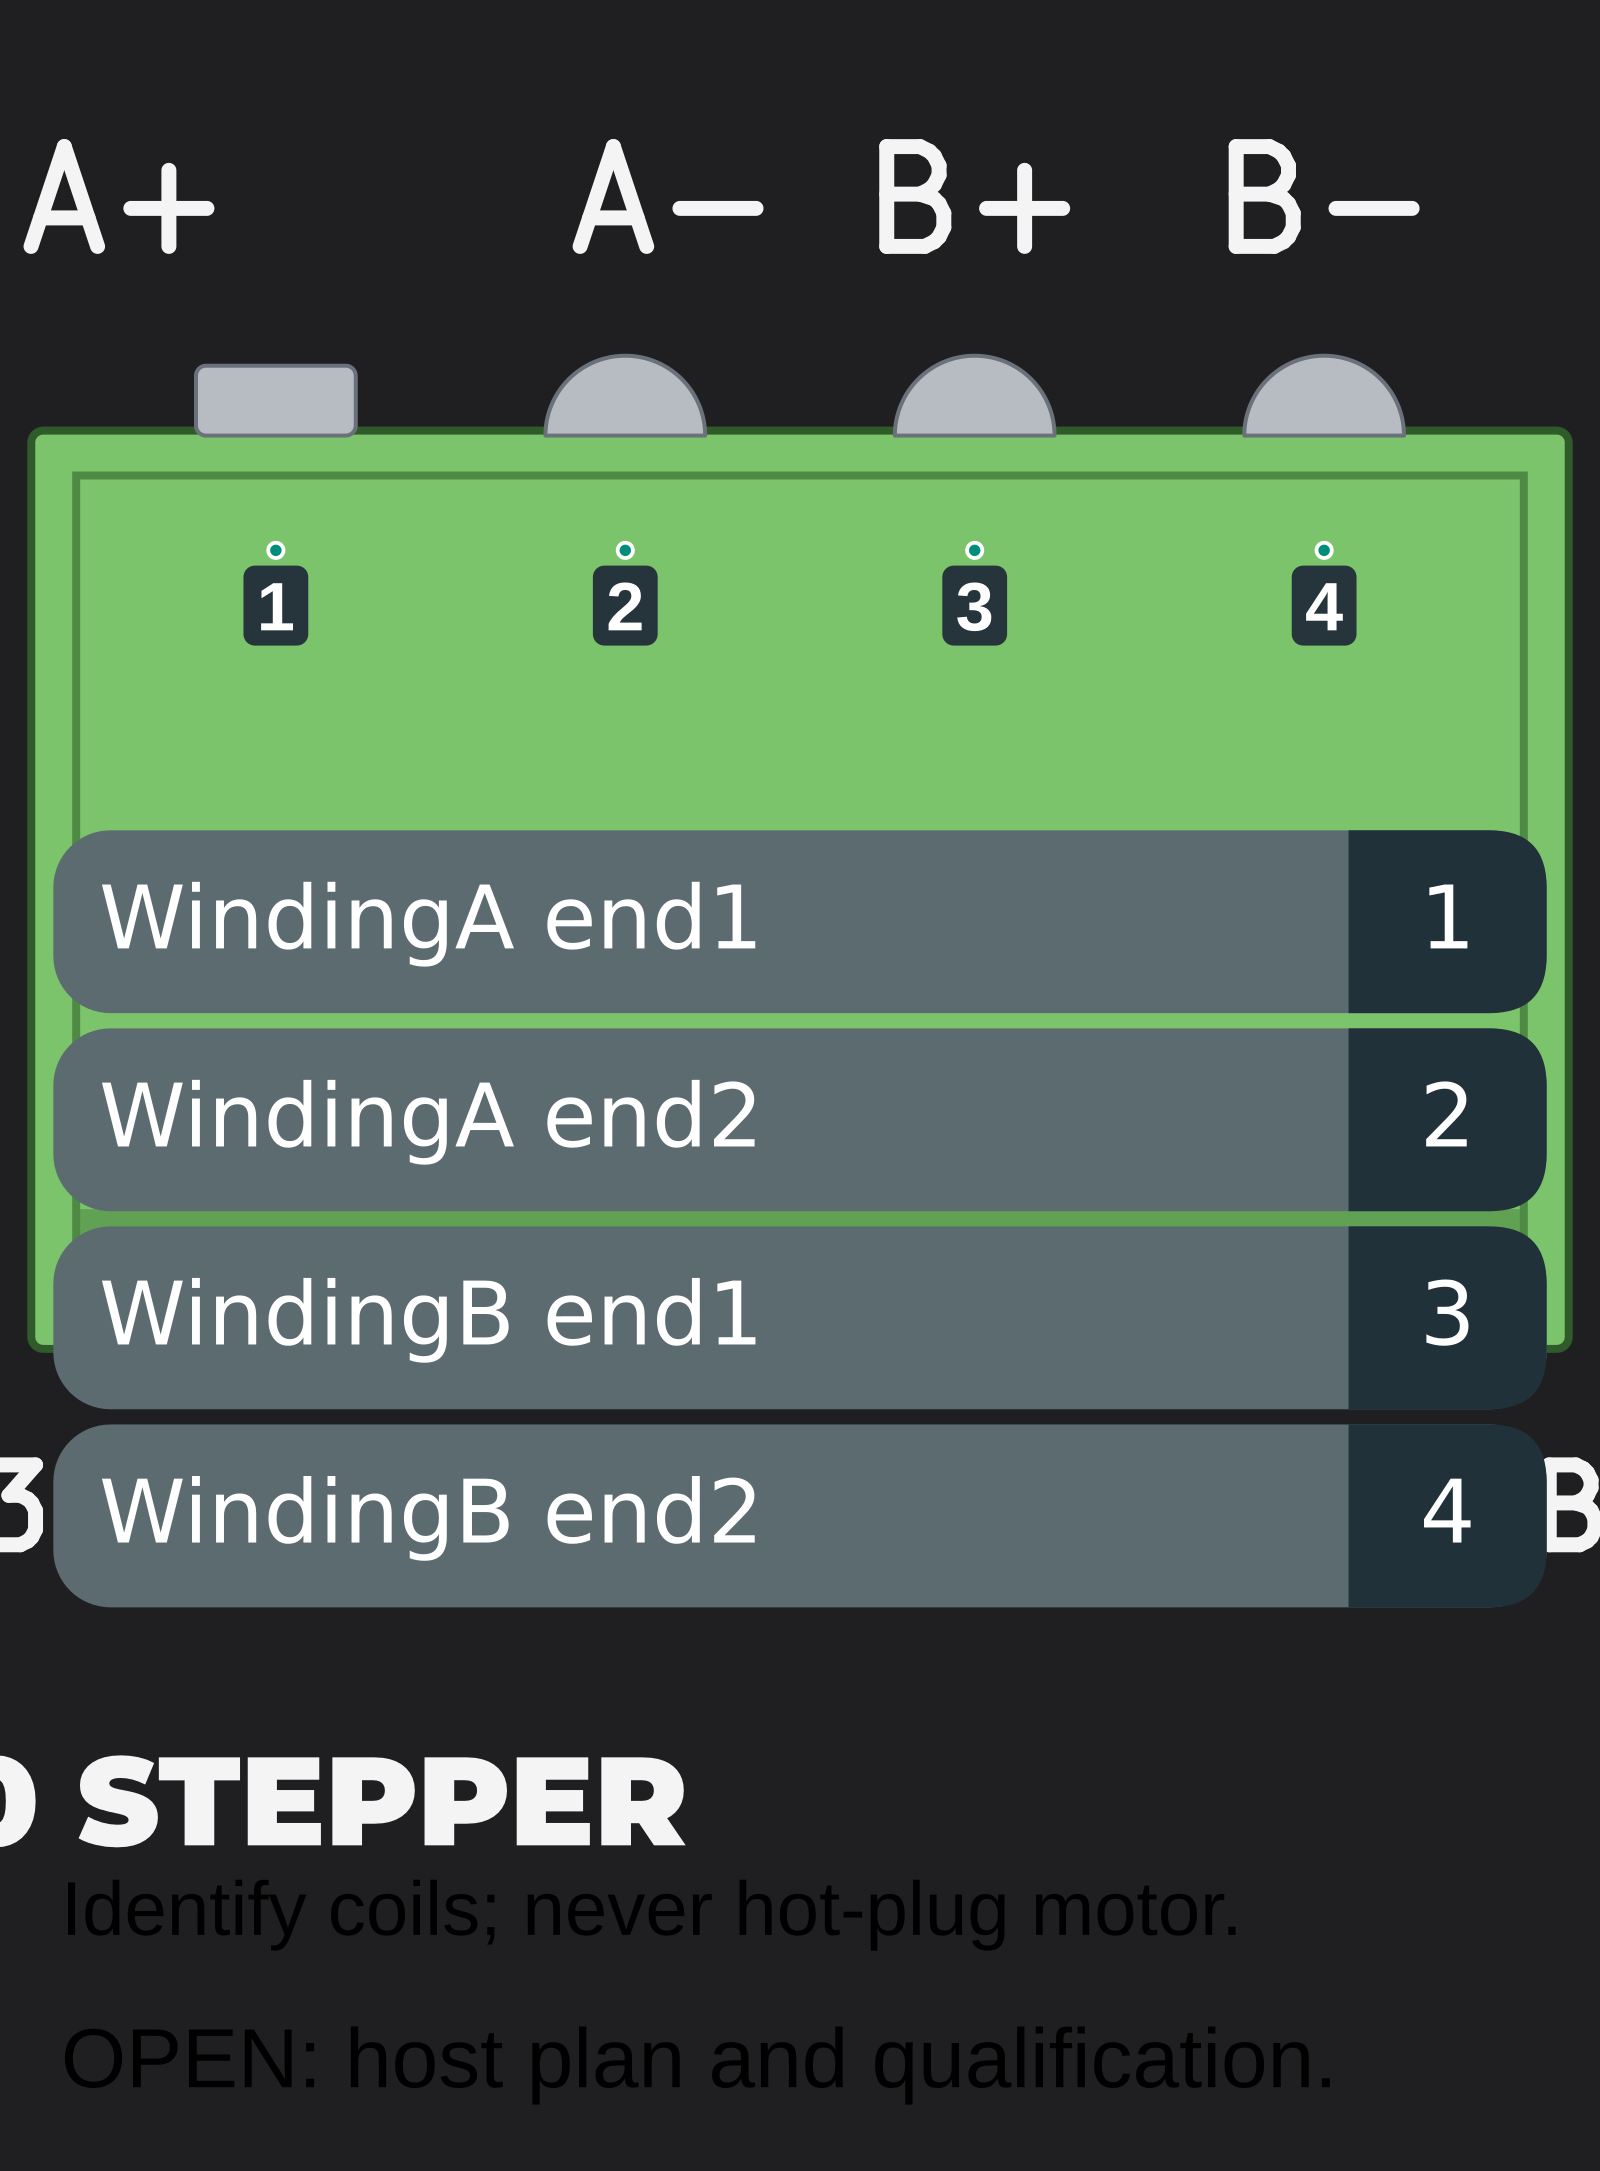 A+ A− B+ B−
1 2 3 4
WindingA end1 1
WindingA end2 2
WindingB end1 3
3 B
WindingB end2 4
STEPPER
Identify coils; never hot-plug motor.
OPEN: host plan and qualification.